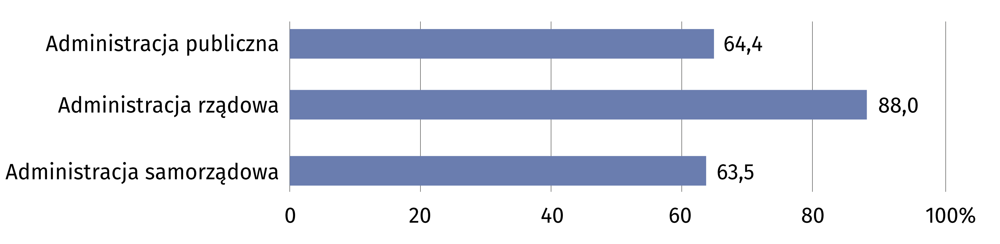 Administracja publiczna 64,4
Administracja rządowa 88,0
Administracja samorządowa 63,5
0 20 40 60 80 100%